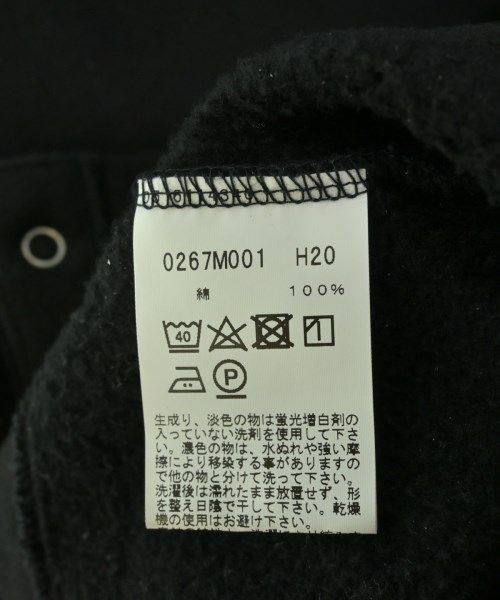 0267M001 H20
綿 100%
40
P
生成り、淡色の物は蛍光増白剤の
入っていない洗剤を使用して下さ
い。濃色の物は、水ぬれや強い摩
擦により移染する事がありますの
で他の物と分けて洗って下さい。
洗濯後は濡れたまま放置せず、形
を整え日陰で干して下さい。乾燥
機の使用はお避け下さい。